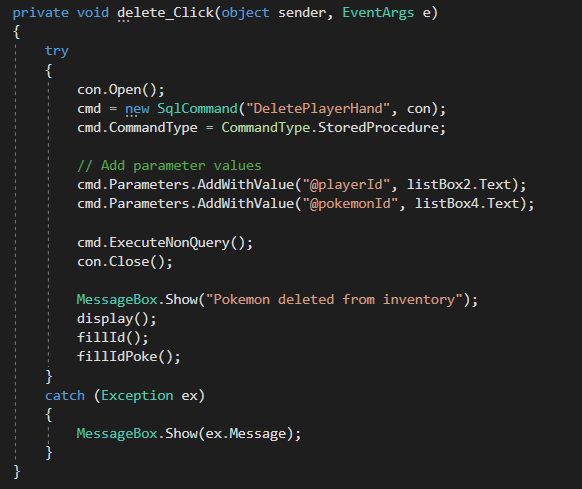 private void delete_Click(object sender, EventArgs e)
{
try
{
con.Open();
cmd = new SqlCommand("DeletePlayerHand", con);
cmd.CommandType = CommandType.StoredProcedure;
// Add parameter values
cmd.Parameters.AddWithValue("@playerId", listBox2.Text);
cmd.Parameters.AddWithValue("@pokemonId", listBox4.Text);
cmd.ExecuteNonQuery();
con.Close();
MessageBox.Show("Pokemon deleted from inventory");
display();
fillId();
fillIdPoke();
}
catch (Exception ex)
{
MessageBox.Show(ex.Message);
}
}